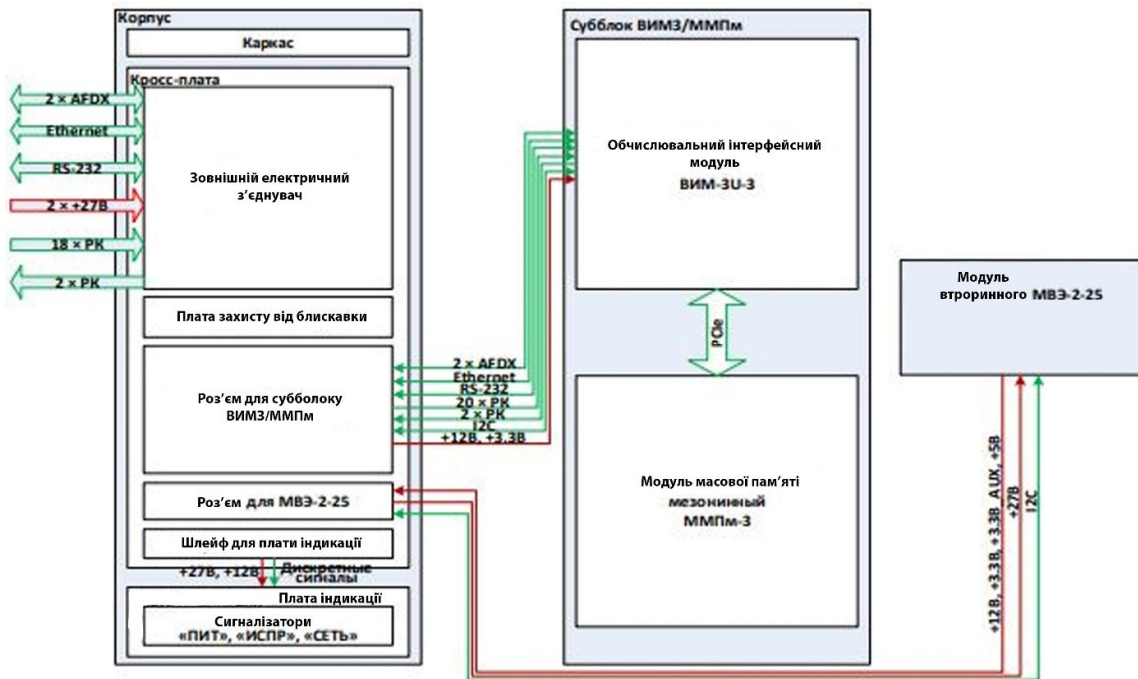 Корпус
Каркас
Кросс-плата
2 × AFDX
Ethernet
RS-232
2 × +27В
18 × РК
2 × РК
Зовнішній електричний
з’єднувач
Плата захисту від блискавки
Роз’єм для субблоку
ВИМЗ/ММПм
2 × AFDX
Ethernet
RS-232
20 × РК
2 × РК
I2C
+12В, +3.3В
Роз’єм для МВЭ-2-25
Шлейф для плати індикації
+27В, +12В
Дискретные
сигналы
Плата індикації
Сигналізатори
«ПИТ», «ИСПР», «СЕТЬ»
Субблок ВИМЗ/ММПм
Обчислювальний інтерфейсний
модуль
ВИМ-3U-3
PCIe
Модуль масової пам’яті
мезонинный
ММПм-3
Модуль
втроринного МВЭ-2-25
+12В, +3.3В, +3.3В_AUX, +5В
+27В
I2C